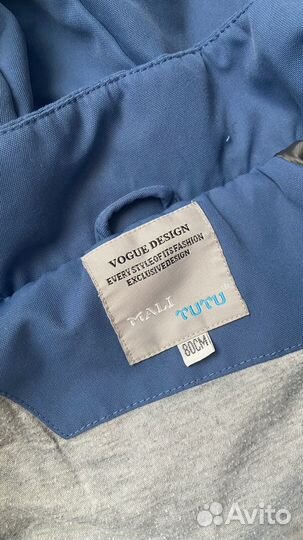 VOGUE DESIGN
EVERY STYLE OF ITS FASHION
EXCLUSIVEDESIGN
MALI TUTU
80CM
Avito